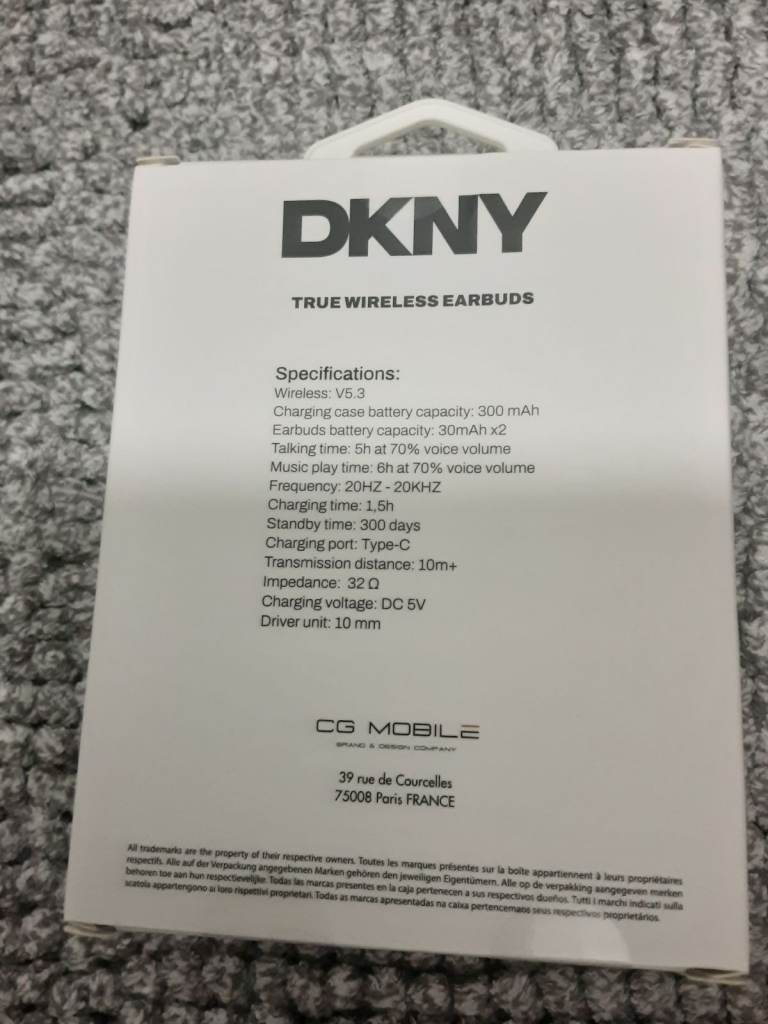 DKNY
TRUE WIRELESS EARBUDS
Specifications:
Wireless: V5.3
Charging case battery capacity: 300 mAh
Earbuds battery capacity: 30mAh x2
Talking time: 5h at 70% voice volume
Music play time: 6h at 70% voice volume
Frequency: 20HZ - 20KHZ
Charging time: 1,5h
Standby time: 300 days
Charging port: Type-C
Transmission distance: 10m+
Impedance: 32 Ω
Charging voltage: DC 5V
Driver unit: 10 mm
CG MOBILE
BRAND & DESIGN COMPANY
39 rue de Courcelles
75008 Paris FRANCE
All trademarks are the property of their respective owners. Toutes les marques présentes sur la boîte appartiennent à leurs propriétaires
respectifs. Alle auf der Verpackung angegebenen Marken gehören den jeweiligen Eigentümern. Alle op de verpakking aangegeven merken
behoren toe aan hun respectievelijke. Todas las marcas presentes en la caja pertenecen a sus respectivos dueños. Tutti i marchi indicati sulla
scatola appartengono ai loro rispettivi proprietari. Todas as marcas apresentadas na caixa pertencemaos seus respectivos proprietários.